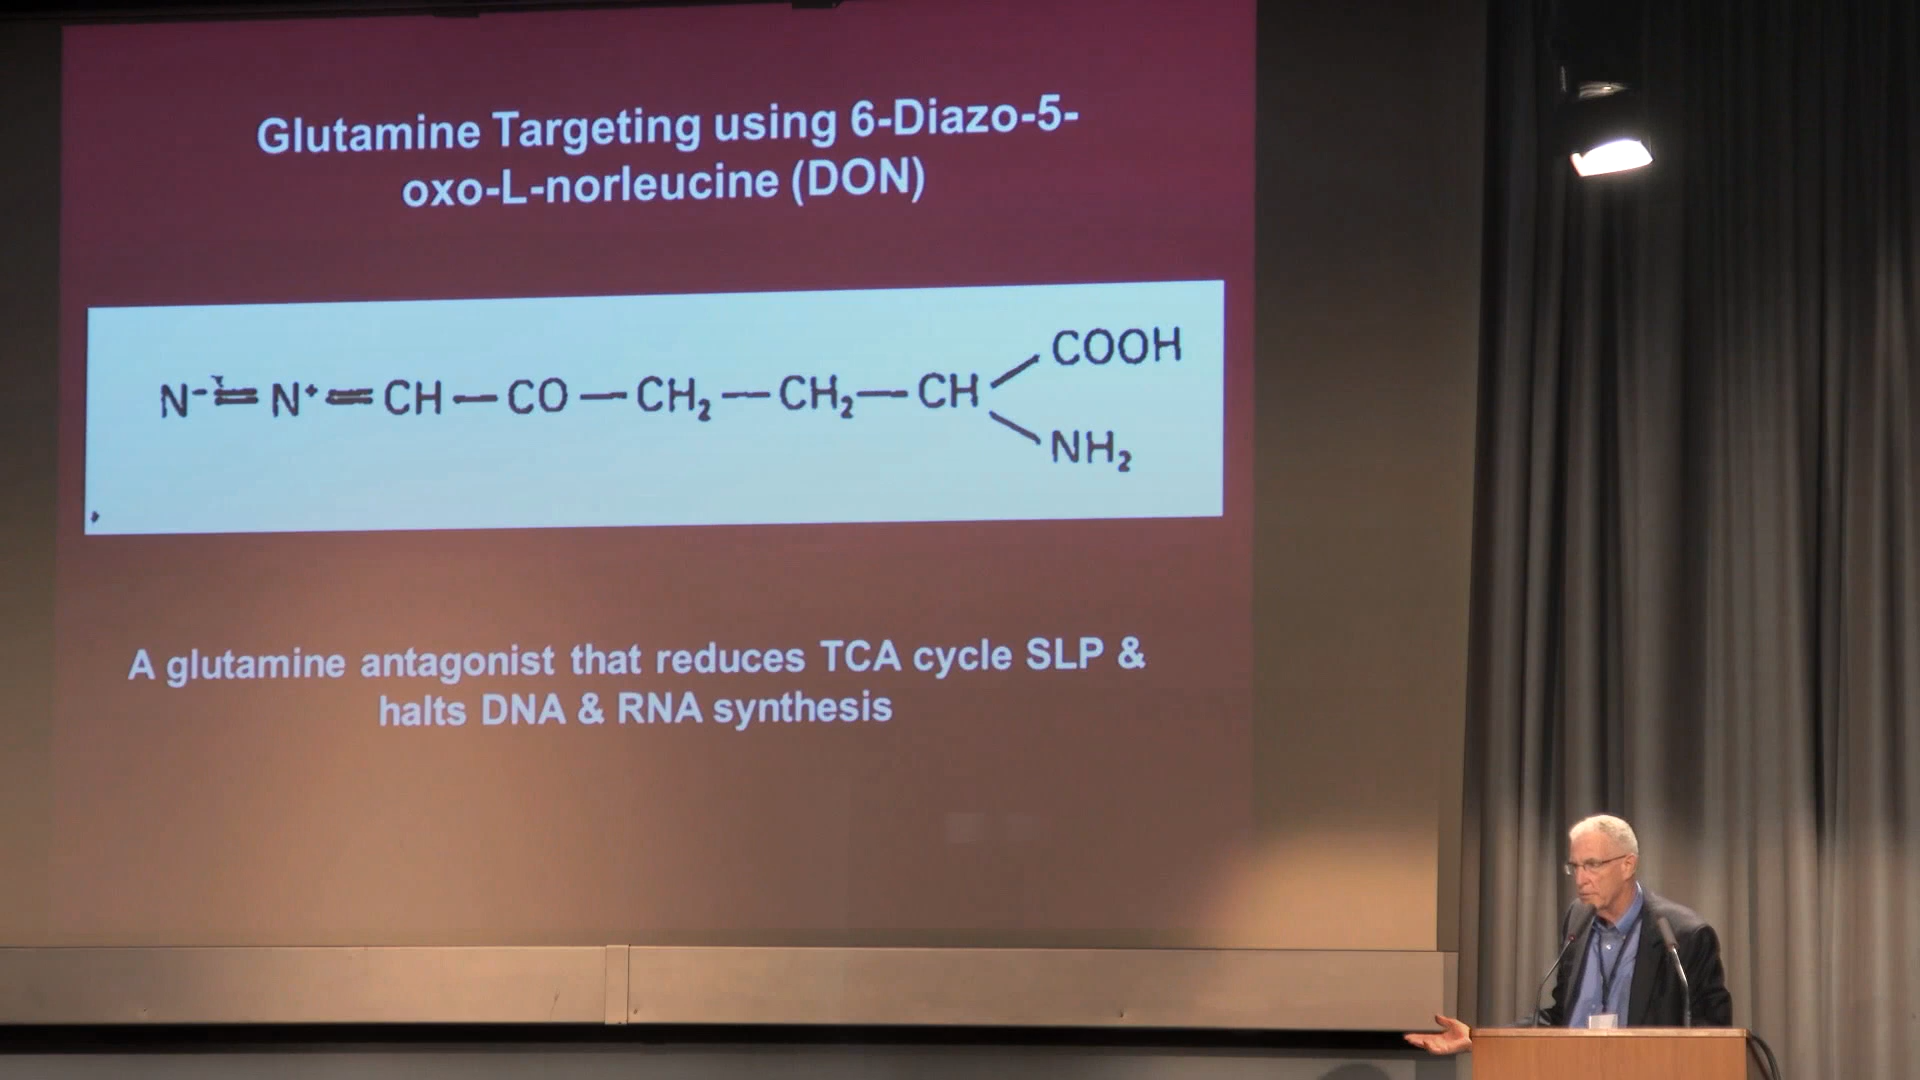 Glutamine Targeting using 6-Diazo-5-
oxo-L-norleucine (DON)
N⁻=N⁺=CH—CO—CH₂—CH₂—CH
COOH
NH₂
A glutamine antagonist that reduces TCA cycle SLP &
halts DNA & RNA synthesis